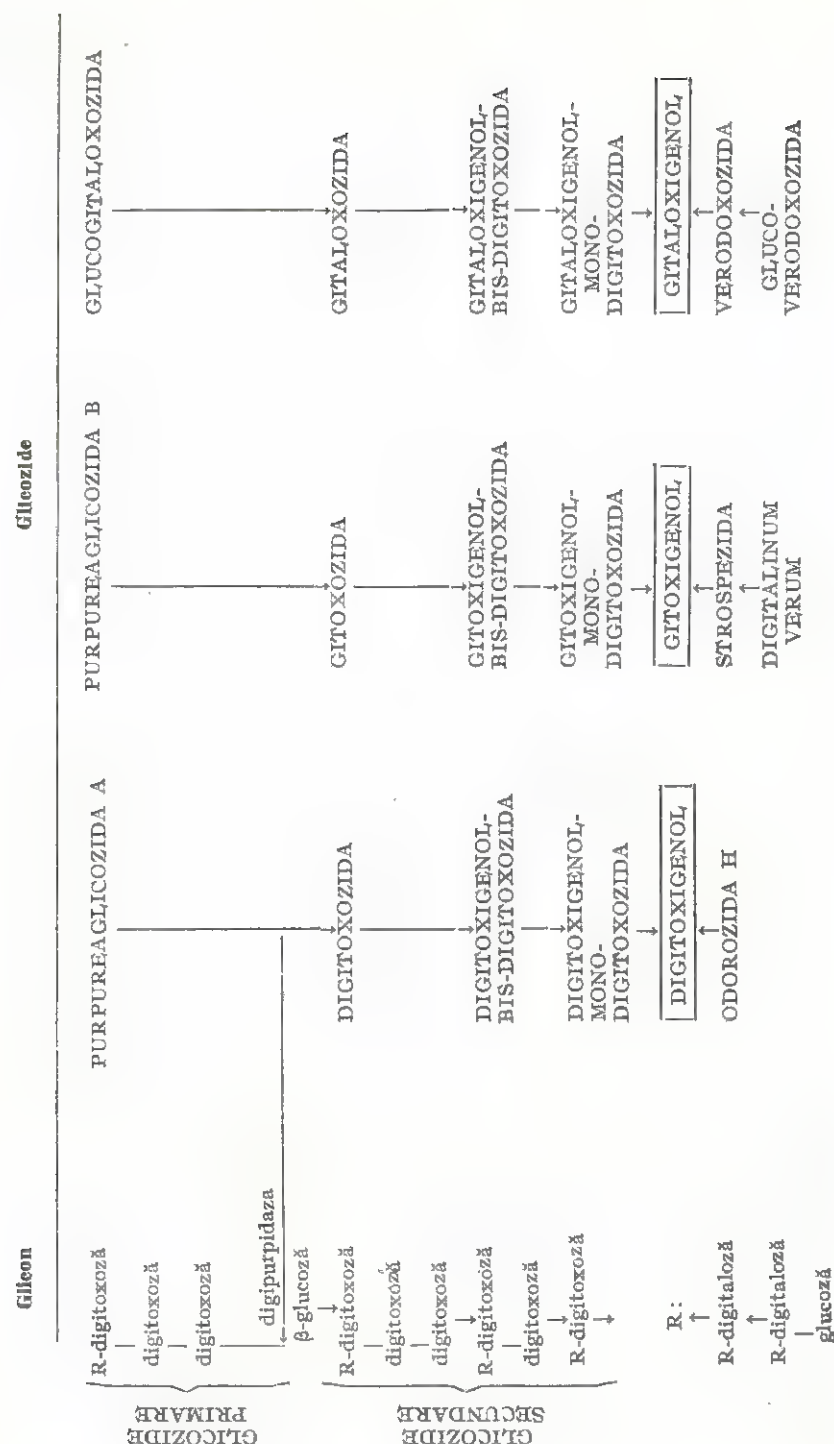 Glicon
Glicozide
GLICOZIDE
PRIMARE
R-digitoxoză
digitoxoză
digitoxoză
digipurpidaza
β-glucoză
PURPUREAGLICOZIDA A
PURPUREAGLICOZIDA B
GLUCOGITALOXOZIDA
GLICOZIDE
SECUNDARE
R-digitoxoză
digitoxoză
digitoxoză
DIGITOXOZIDA
GITOXOZIDA
GITALOXOZIDA
R-digitoxoză
digitoxoză
DIGITOXIGENOL-
BIS-DIGITOXOZIDA
GITOXIGENOL-
BIS-DIGITOXOZIDA
GITALOXIGENOL-
BIS-DIGITOXOZIDA
R-digitoxoză
DIGITOXIGENOL-
MONO-
DIGITOXOZIDA
GITOXIGENOL-
MONO-
DIGITOXOZIDA
GITALOXIGENOL-
MONO-
DIGITOXOZIDA
R:
DIGITOXIGENOL
GITOXIGENOL
GITALOXIGENOL
R-digitaloză
ODOROZIDA H
STROSPEZIDA
VERODOXOZIDA
R-digitaloză
glucoză
DIGITALINUM
VERUM
GLUCO-
VERODOXOZIDA